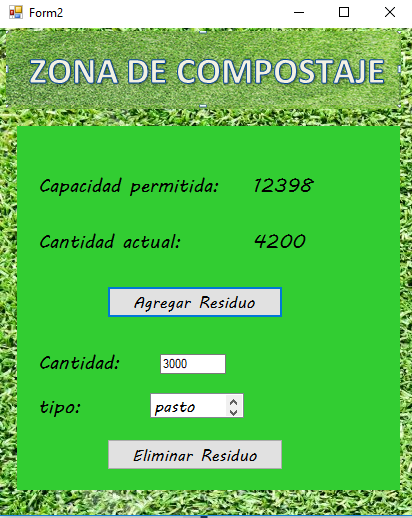 Form2
ZONA DE COMPOSTAJE
Capacidad permitida: 12398
Cantidad actual: 4200
Agregar Residuo
Cantidad: 3000
tipo: pasto
Eliminar Residuo